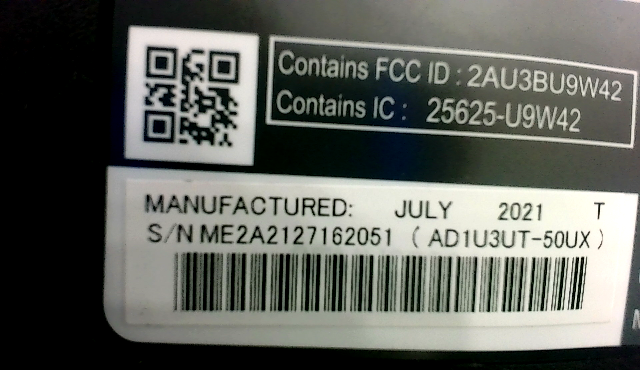 Contains FCC ID : 2AU3BU9W42
Contains IC : 25625-U9W42
MANUFACTURED: JULY 2021 T
S/N ME2A2127162051 ( AD1U3UT-50UX )